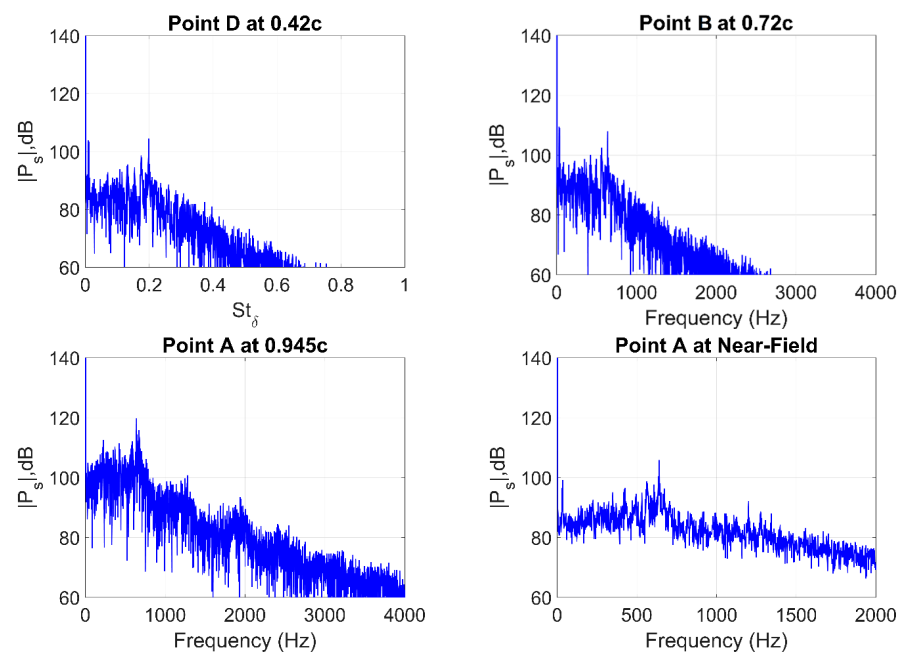 Point D at 0.42c
140
120
100
80
60
|P_s|,dB
0 0.2 0.4 0.6 0.8 1
St_δ
Point B at 0.72c
140
120
100
80
60
|P_s|,dB
0 1000 2000 3000 4000
Frequency (Hz)
Point A at 0.945c
140
120
100
80
60
|P_s|,dB
0 1000 2000 3000 4000
Frequency (Hz)
Point A at Near-Field
140
120
100
80
60
|P_s|,dB
0 500 1000 1500 2000
Frequency (Hz)